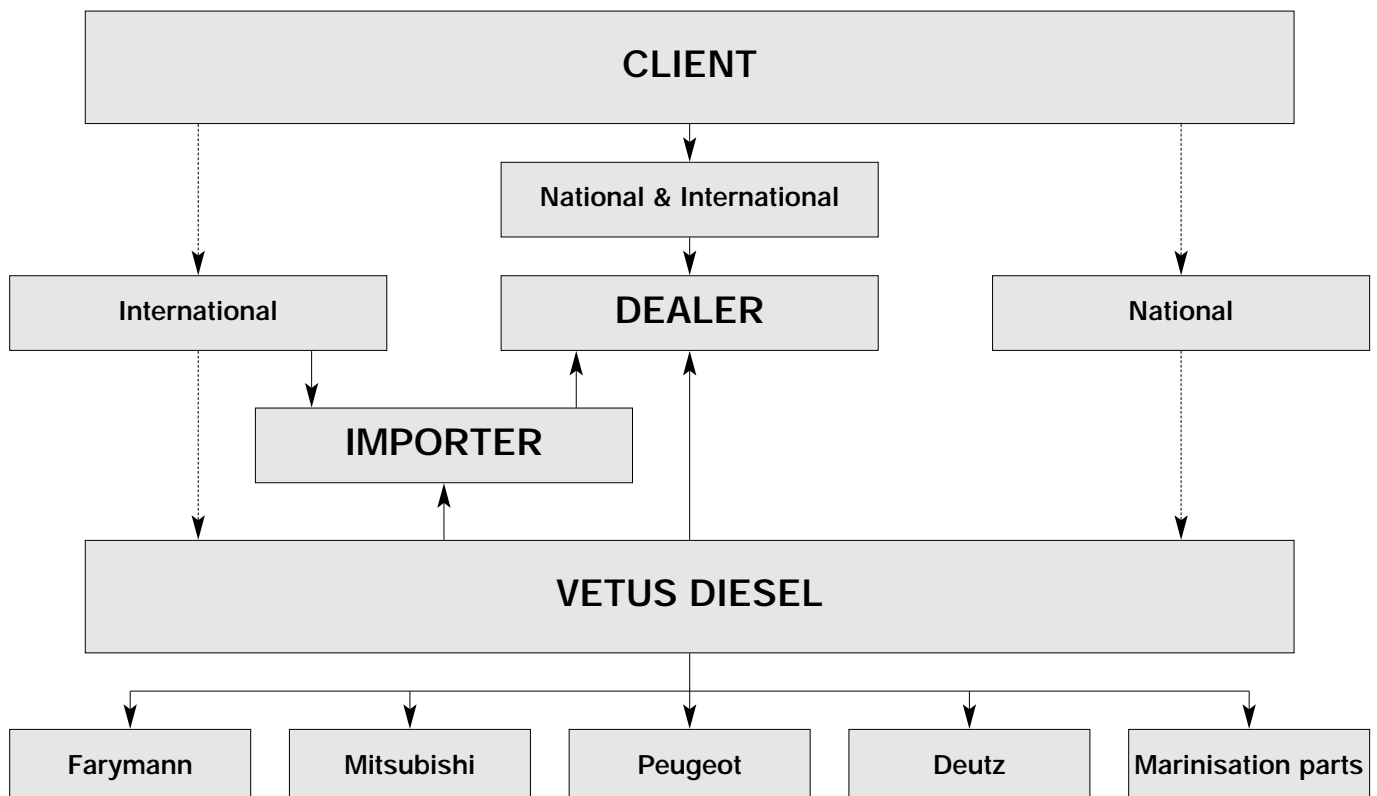 CLIENT
National & International
International
DEALER
National
IMPORTER
VETUS DIESEL
Farymann
Mitsubishi
Peugeot
Deutz
Marinisation parts